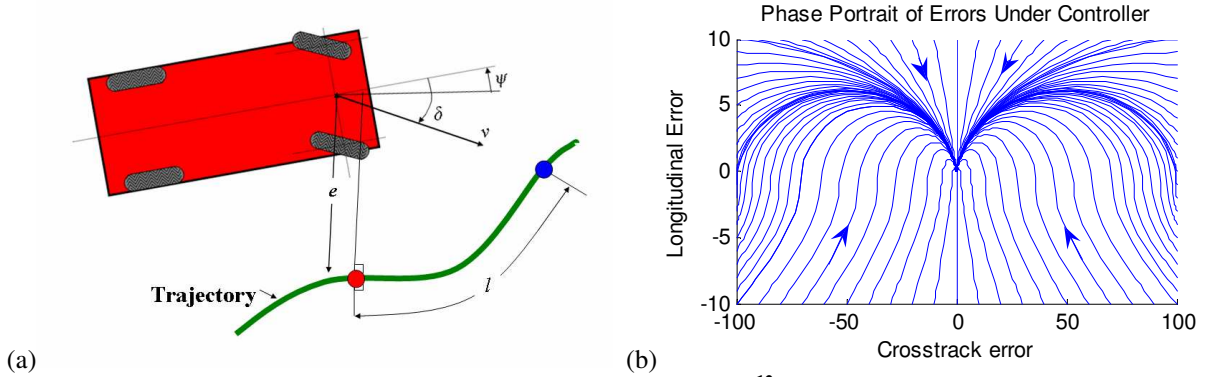 (a)
ψ
δ
v
e
l
Trajectory
(b)
Phase Portrait of Errors Under Controller
Longitudinal Error
10
5
0
-5
-10
-100
-50
0
50
100
Crosstrack error